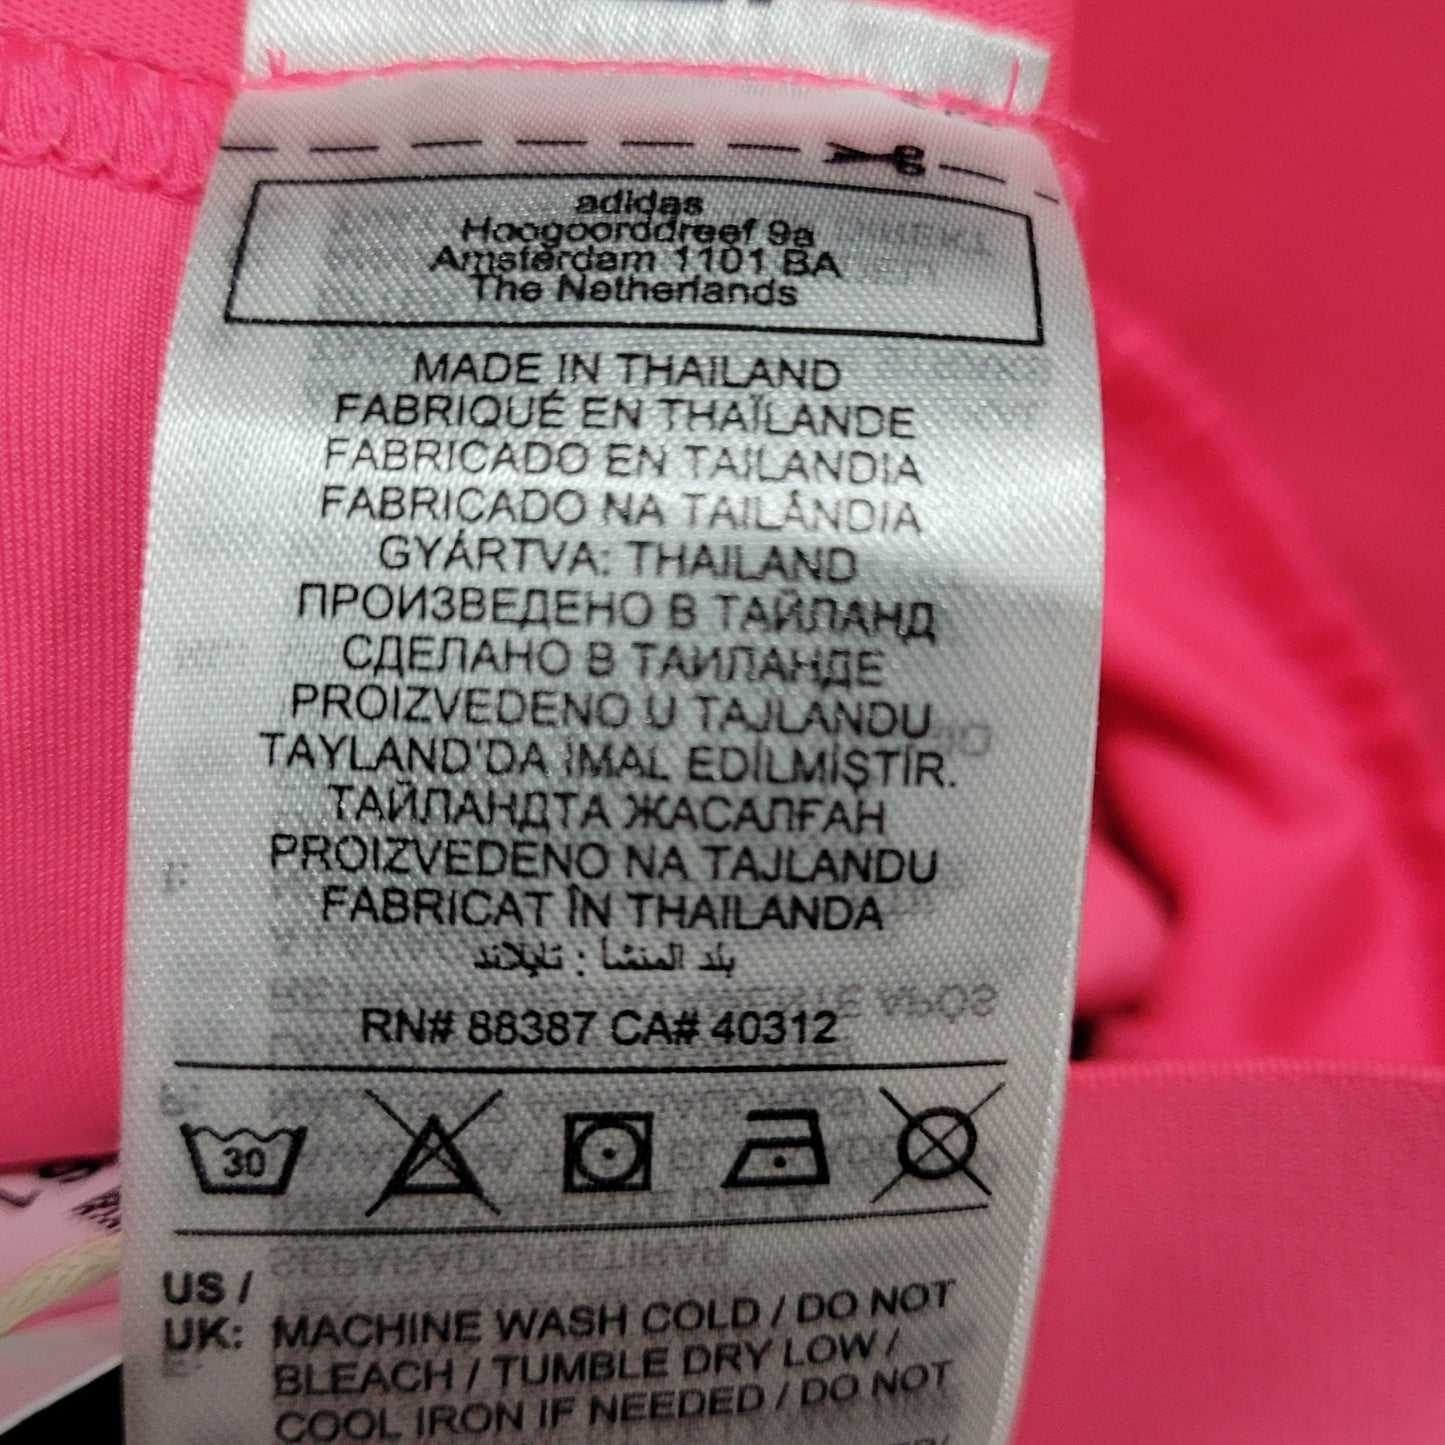 adidas
Hoogoorddreef 9a
Amsterdam 1101 BA
The Netherlands
MADE IN THAILAND
FABRIQUÉ EN THAÏLANDE
FABRICADO EN TAILANDIA
FABRICADO NA TAILÂNDIA
GYÁRTVA: THAILAND
ПРОИЗВЕДЕНО В ТАЙЛАНД
СДЕЛАНО В ТАИЛАНДЕ
PROIZVEDENO U TAJLANDU
TAYLAND'DA İMAL EDİLMİŞTİR.
ТАЙЛАНДТА ЖАСАЛҒАН
PROIZVEDENO NA TAJLANDU
FABRICAT ÎN THAILANDA
بلد المنشأ : تايلاند
RN# 88387 CA# 40312
30
US /
UK: MACHINE WASH COLD / DO NOT
BLEACH / TUMBLE DRY LOW /
COOL IRON IF NEEDED / DO NOT